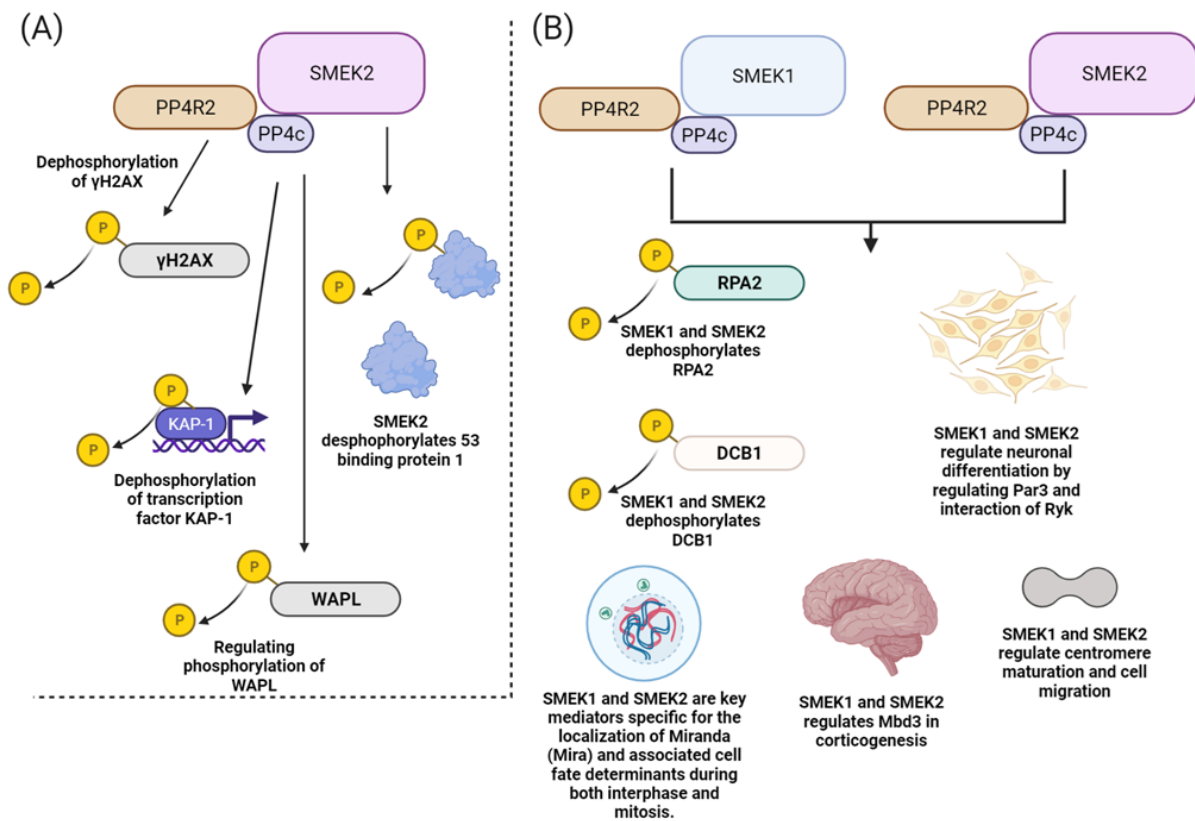 (A)
SMEK2
PP4R2
PP4c
Dephosphorylation
of γH2AX
P
γH2AX
P
P
P
SMEK2
desphophorylates 53
binding protein 1
P
KAP-1
P
Dephosphorylation
of transcription
factor KAP-1
P
WAPL
P
Regulating
phosphorylation of
WAPL
(B)
SMEK1
PP4R2
PP4c
SMEK2
PP4R2
PP4c
P
RPA2
P
SMEK1 and SMEK2
dephosphorylates
RPA2
P
DCB1
P
SMEK1 and SMEK2
dephosphorylates
DCB1
SMEK1 and SMEK2
regulate neuronal
differentiation by
regulating Par3 and
interaction of Ryk
SMEK1 and SMEK2 are key
mediators specific for the
localization of Miranda
(Mira) and associated cell
fate determinants during
both interphase and
mitosis.
SMEK1 and SMEK2
regulates Mbd3 in
corticogenesis
SMEK1 and SMEK2
regulate centromere
maturation and cell
migration